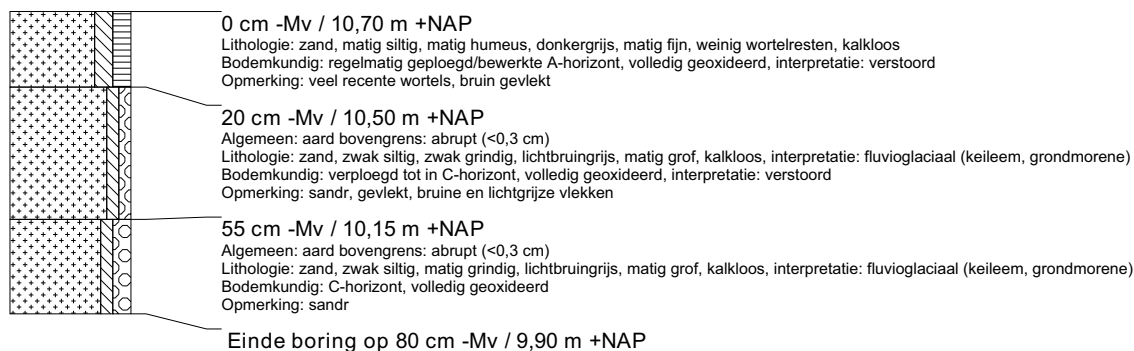 0 cm -Mv / 10,70 m +NAP
Lithologie: zand, matig siltig, matig humeus, donkergrijs, matig fijn, weinig wortelresten, kalkloos
Bodemkundig: regelmatig geploegd/bewerkte A-horizont, volledig geoxideerd, interpretatie: verstoord
Opmerking: veel recente wortels, bruin gevlekt
20 cm -Mv / 10,50 m +NAP
Algemeen: aard bovengrens: abrupt (<0,3 cm)
Lithologie: zand, zwak siltig, zwak grindig, lichtbruingrijs, matig grof, kalkloos, interpretatie: fluvioglaciaal (keileem, grondmorene)
Bodemkundig: verploegd tot in C-horizont, volledig geoxideerd, interpretatie: verstoord
Opmerking: sandr, gevlekt, bruine en lichtgrijze vlekken
55 cm -Mv / 10,15 m +NAP
Algemeen: aard bovengrens: abrupt (<0,3 cm)
Lithologie: zand, zwak siltig, matig grindig, lichtbruingrijs, matig grof, kalkloos, interpretatie: fluvioglaciaal (keileem, grondmorene)
Bodemkundig: C-horizont, volledig geoxideerd
Opmerking: sandr
Einde boring op 80 cm -Mv / 9,90 m +NAP